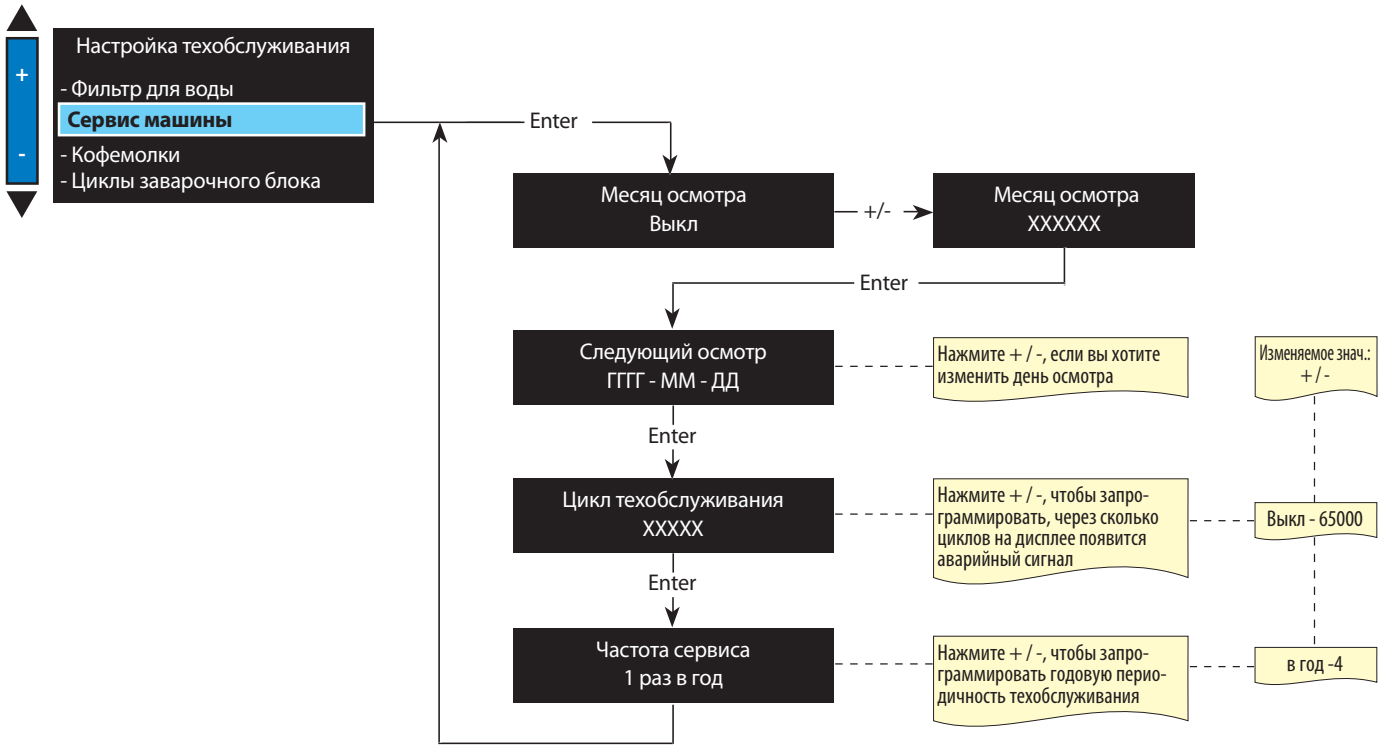 Настройка техобслуживания
+
- Фильтр для воды
Сервис машины
-
- Кофемолки
- Циклы заварочного блока
Enter
Месяц осмотра
Выкл
+/-
Месяц осмотра
XXXXXX
Enter
Следующий осмотр
ГГГГ - ММ - ДД
Нажмите + / -, если вы хотите
изменить день осмотра
Изменяемое знач.:
+ / -
Enter
Цикл техобслуживания
XXXXX
Нажмите + / -, чтобы запро-
граммировать, через сколько
циклов на дисплее появится
аварийный сигнал
Выкл - 65000
Enter
Частота сервиса
1 раз в год
Нажмите + / -, чтобы запро-
граммировать годовую перио-
дичность техобслуживания
в год -4